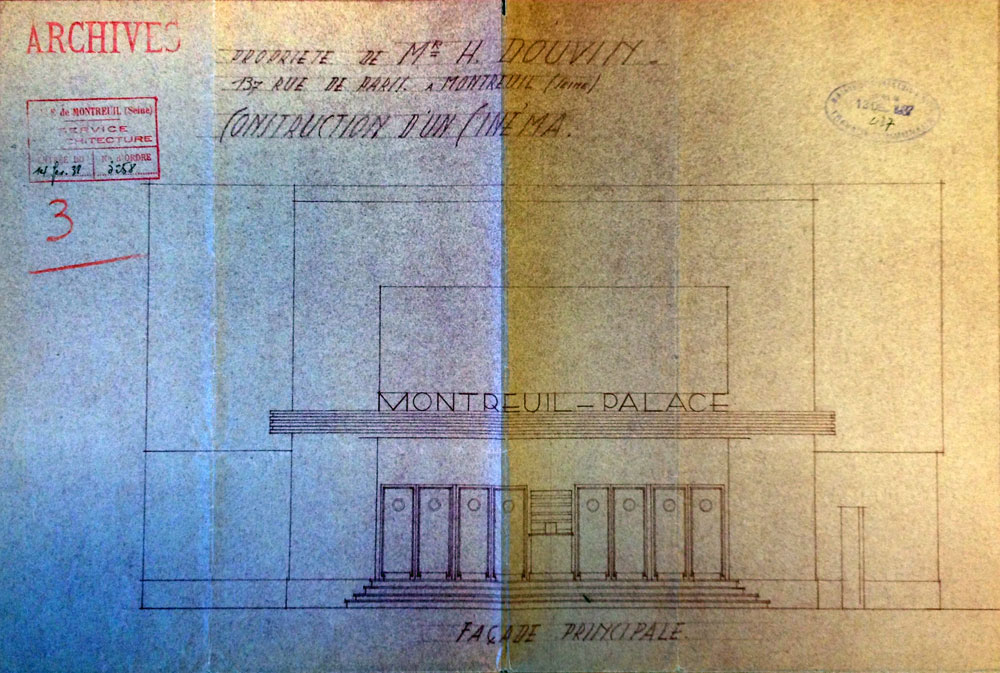 ARCHIVES
PROPRIETE DE MR H. DOUVIN.
137 RUE DE PARIS. A MONTREUIL (Seine)
CONSTRUCTION D'UN CINÉMA.
de MONTREUIL (Seine)
SERVICE
ARCHITECTURE
N° D'ORDRE
3
MONTREUIL-PALACE
FAÇADE PRINCIPALE